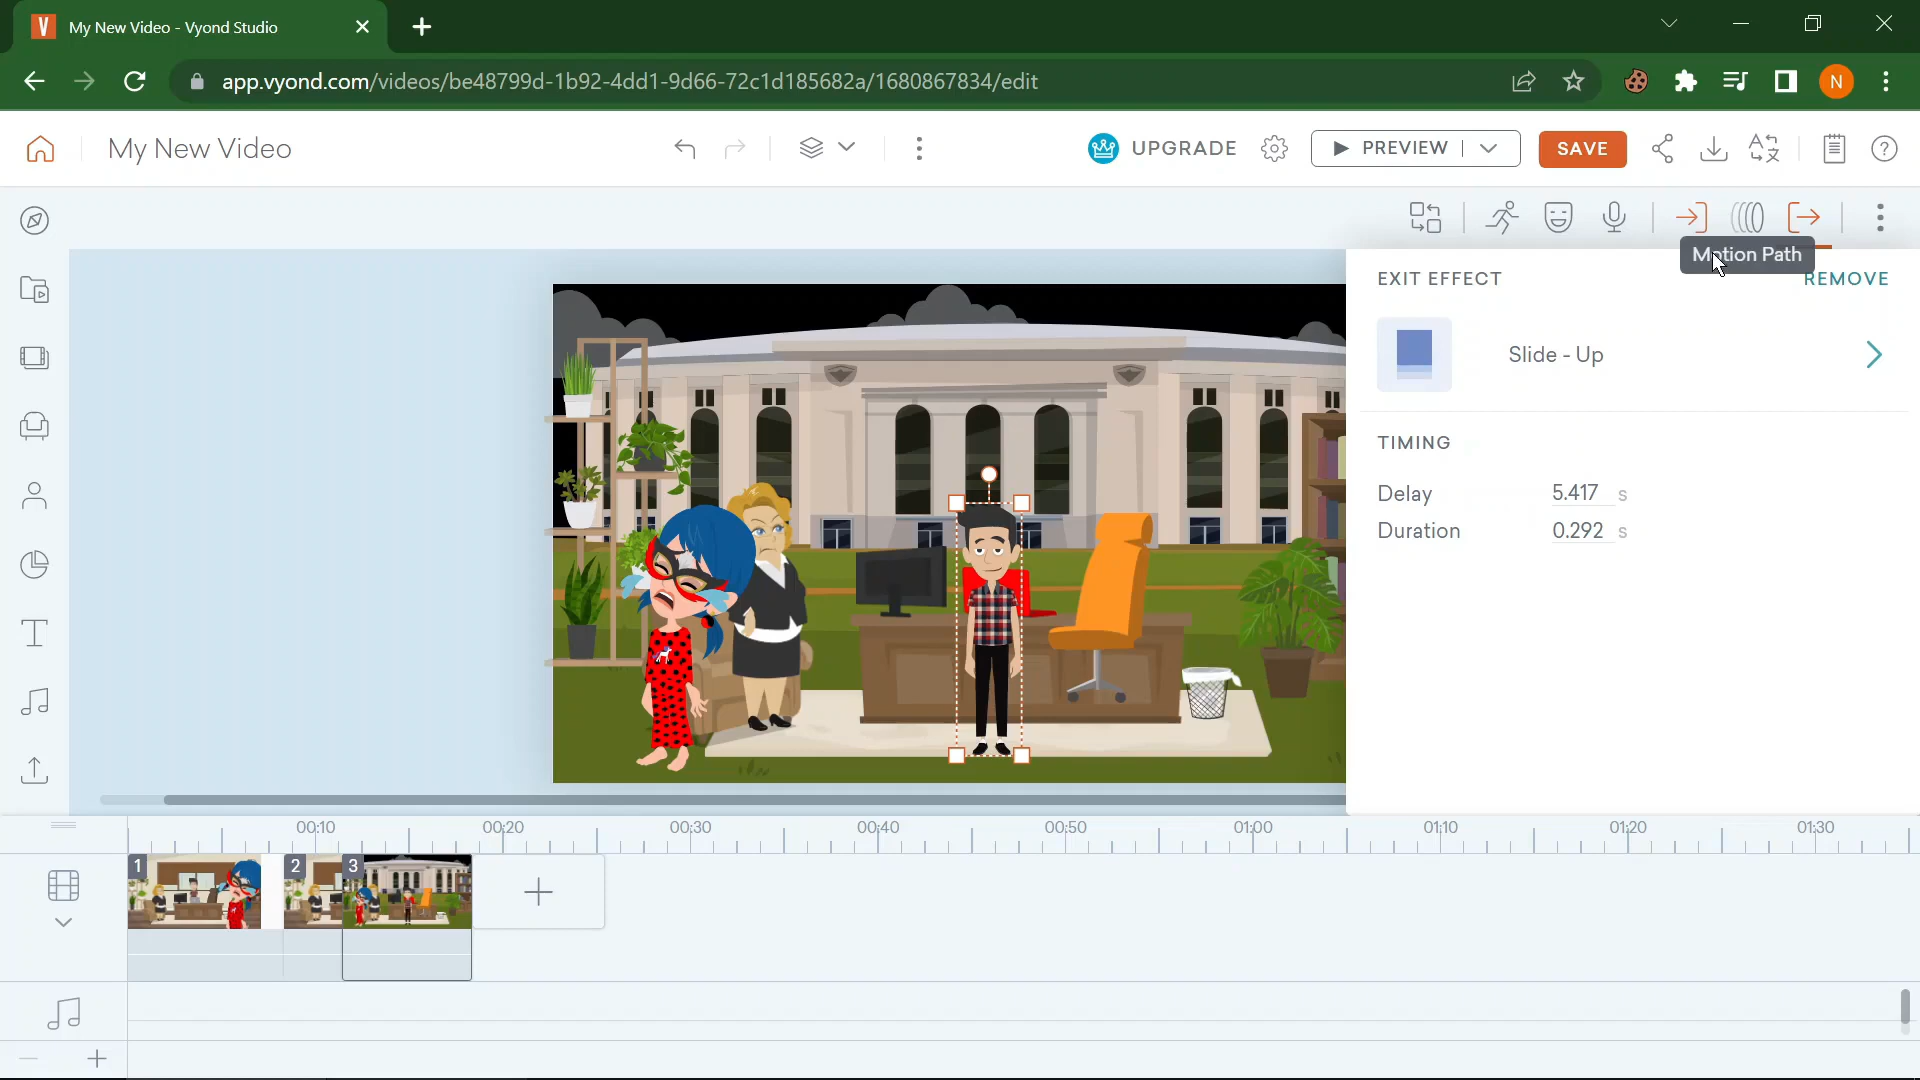 My New Video - Vyond Studio
app.vyond.com/videos/be48799d-1b92-4dd1-9d66-72c1d185682a/1680867834/edit
N
My New Video
UPGRADE
PREVIEW
SAVE
Motion Path
EXIT EFFECT
REMOVE
Slide - Up
TIMING
Delay 5.417 s
Duration 0.292 s
00:10 00:20 00:30 00:40 00:50 01:00 01:10 01:20 01:30
1 2 3